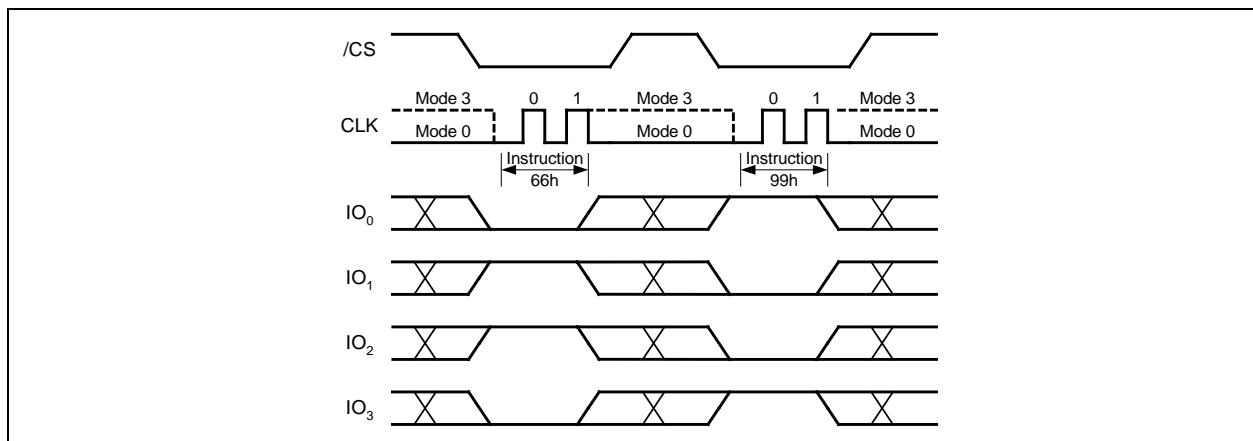 /CS
Mode 3 0 1 Mode 3 0 1 Mode 3
CLK
Mode 0 Mode 0 Mode 0
Instruction Instruction
66h 99h
IO0
IO1
IO2
IO3